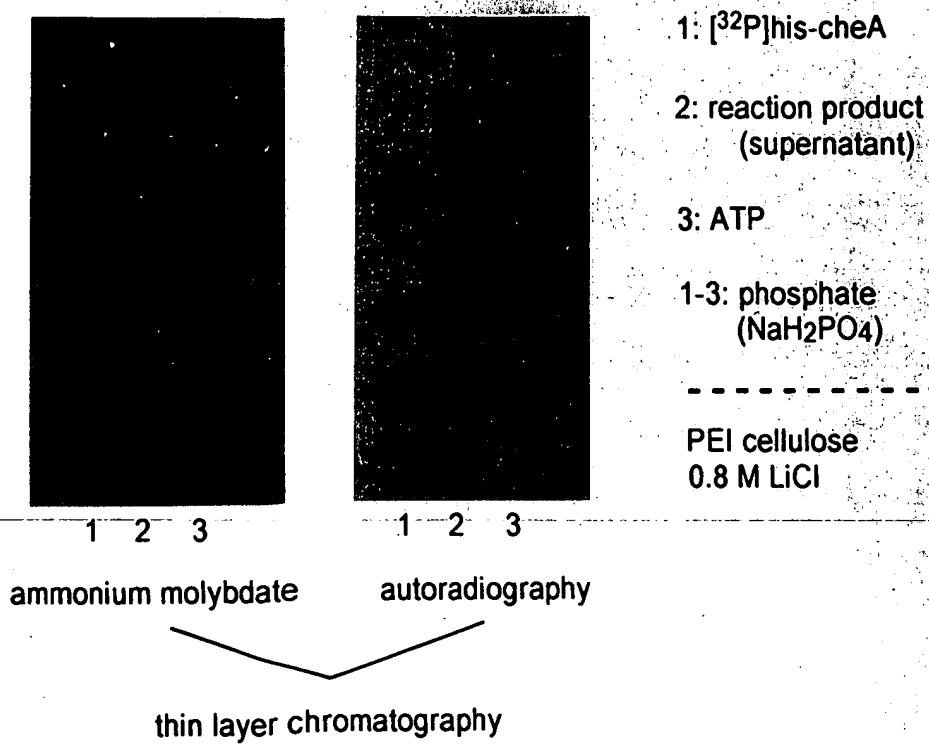 1: [32P]his-cheA
2: reaction product
(supernatant)
3: ATP
1-3: phosphate
(NaH2PO4)
PEI cellulose
0.8 M LiCl
1 2 3
1 2 3
ammonium molybdate
autoradiography
thin layer chromatography